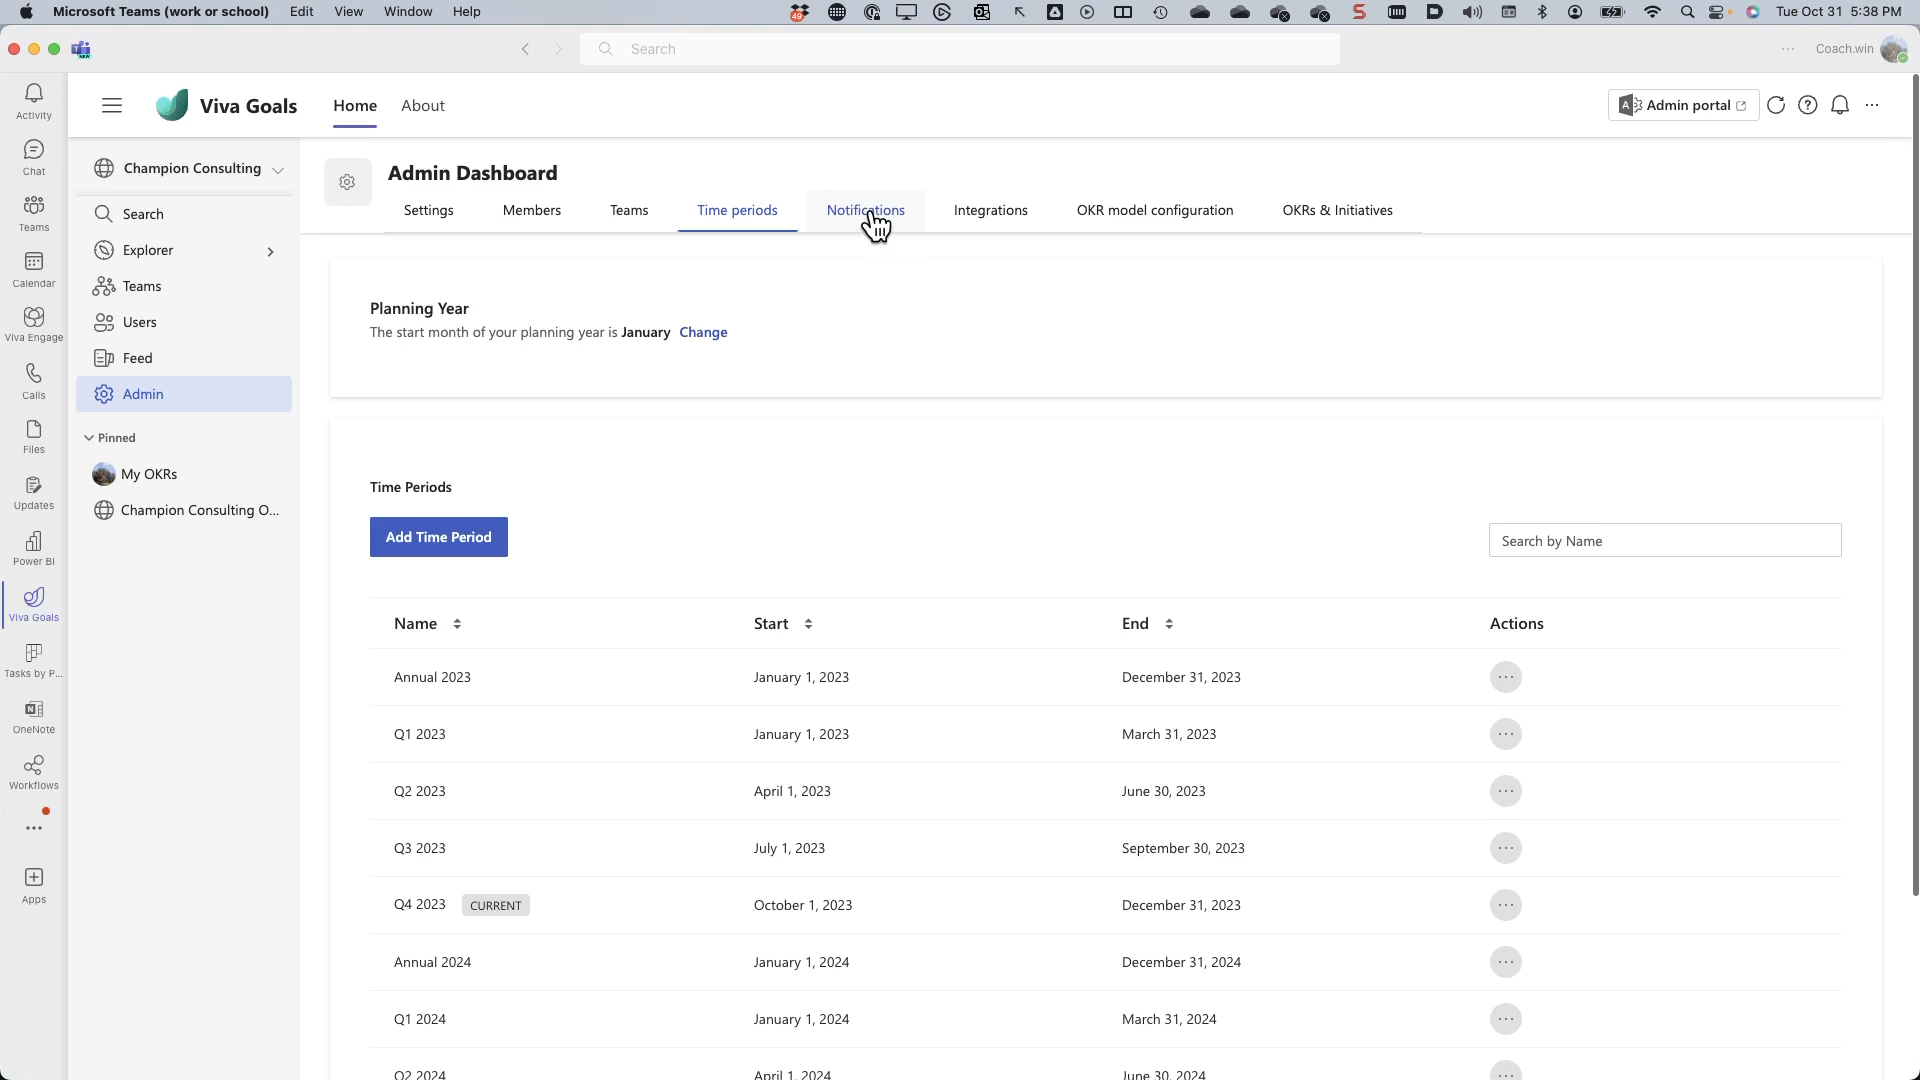 Microsoft Teams (work or school) Edit View Window Help
49
Tue Oct 31 5:38 PM
NEW
Search
Coach.win
Activity
Chat
Teams
Calendar
Viva Engage
Calls
Files
Updates
Power BI
Viva Goals
Tasks by P...
OneNote
Workflows
Apps
Viva Goals
Home
About
Admin portal
Champion Consulting
Search
Explorer
Teams
Users
Feed
Admin
Pinned
My OKRs
Champion Consulting O...
Admin Dashboard
Settings Members Teams Time periods Notifications Integrations OKR model configuration OKRs & Initiatives
Planning Year
The start month of your planning year is January Change
Time Periods
Add Time Period
Search by Name
Name Start End Actions
Annual 2023 January 1, 2023 December 31, 2023
Q1 2023 January 1, 2023 March 31, 2023
Q2 2023 April 1, 2023 June 30, 2023
Q3 2023 July 1, 2023 September 30, 2023
Q4 2023 CURRENT October 1, 2023 December 31, 2023
Annual 2024 January 1, 2024 December 31, 2024
Q1 2024 January 1, 2024 March 31, 2024
Q2 2024 April 1, 2024 June 30, 2024